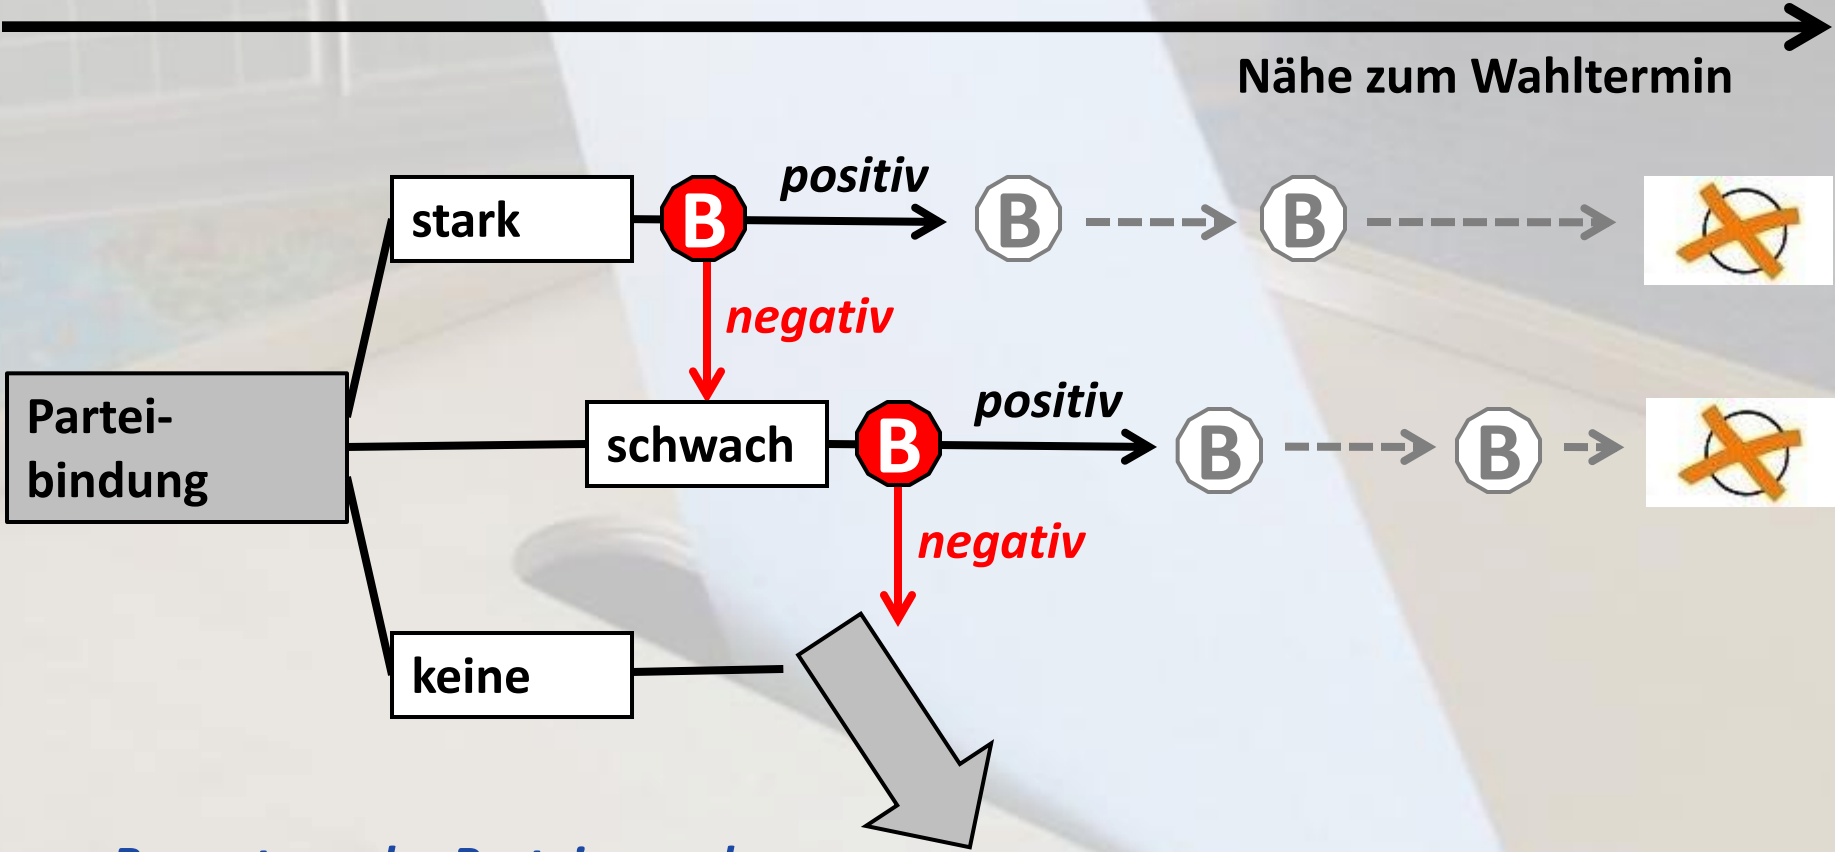 Nähe zum Wahltermin
positiv
stark
B
B
B
negativ
positiv
Partei-
bindung
schwach
B
B
B
negativ
keine